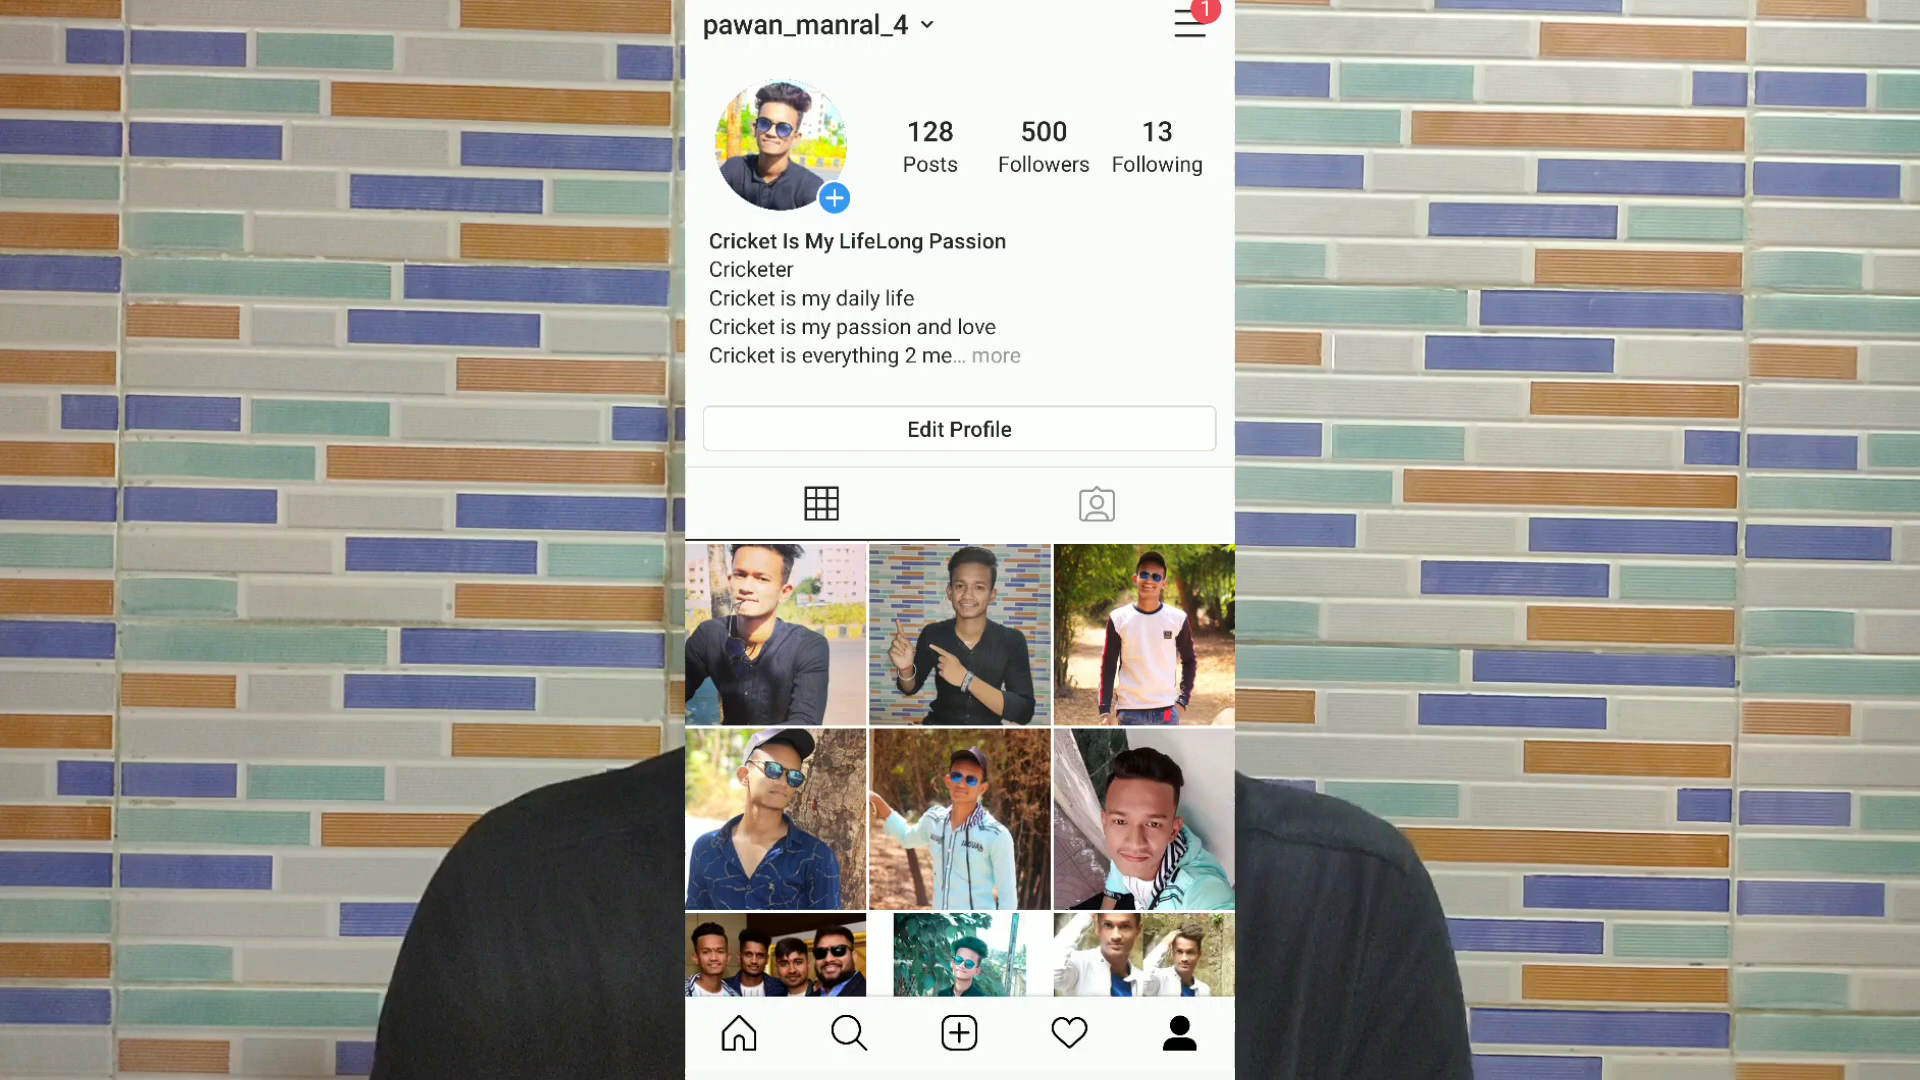 pawan_manral_4
1
128
Posts
500
Followers
13
Following
Cricket Is My LifeLong Passion
Cricketer
Cricket is my daily life
Cricket is my passion and love
Cricket is everything 2 me... more
Edit Profile